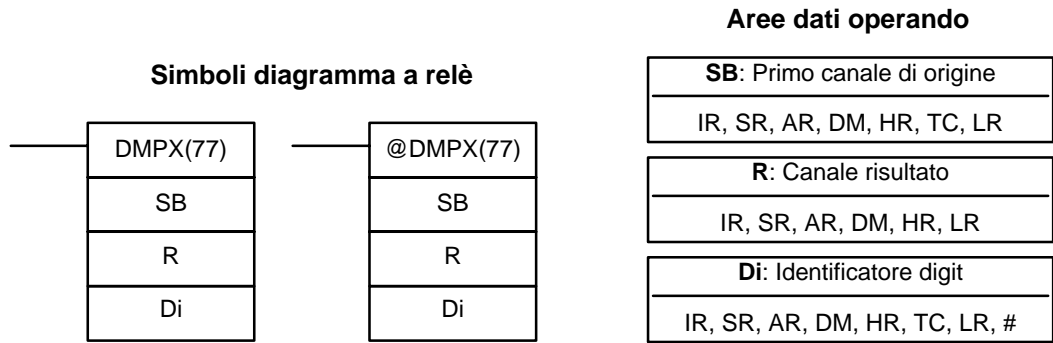 Simboli diagramma a relè
DMPX(77)
SB
R
Di
@DMPX(77)
SB
R
Di
Aree dati operando
SB: Primo canale di origine
IR, SR, AR, DM, HR, TC, LR
R: Canale risultato
IR, SR, AR, DM, HR, LR
Di: Identificatore digit
IR, SR, AR, DM, HR, TC, LR, #